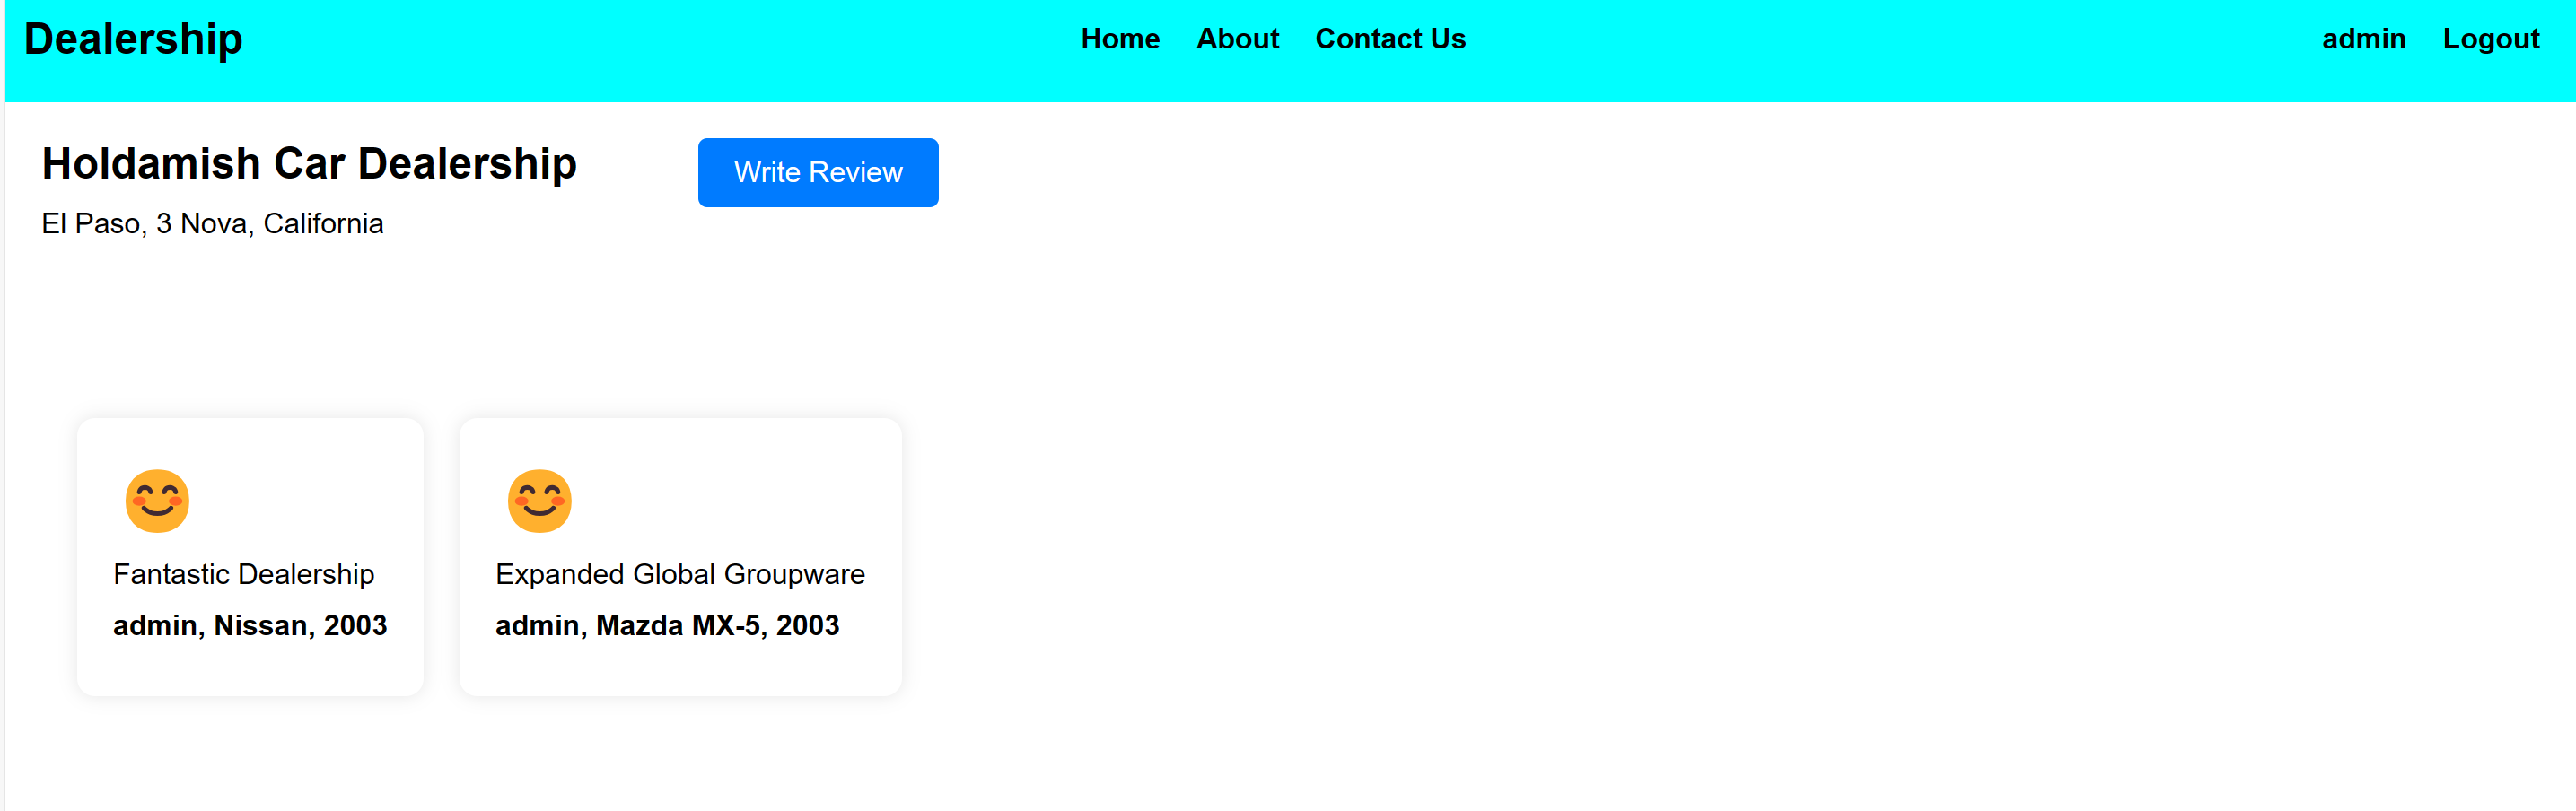 Dealership Home About Contact Us admin Logout
Holdamish Car Dealership
Write Review
El Paso, 3 Nova, California
Fantastic Dealership
admin, Nissan, 2003
Expanded Global Groupware
admin, Mazda MX-5, 2003